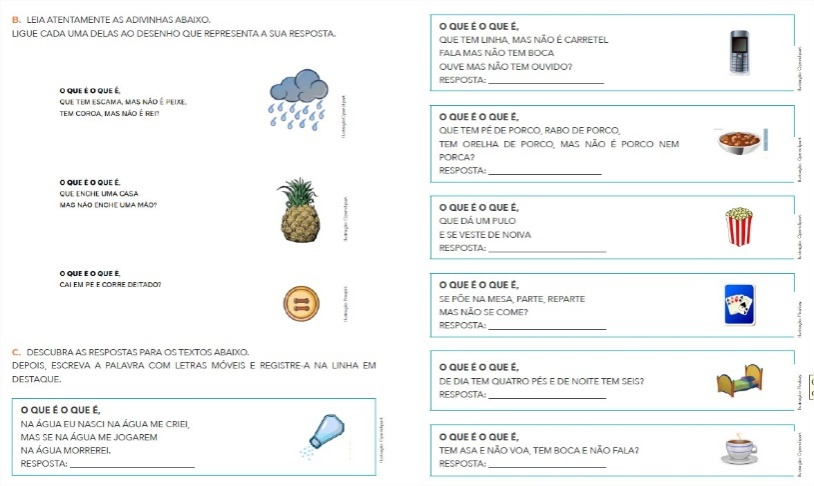 B. LEIA ATENTAMENTE AS ADIVINHAS ABAIXO.
LIGUE CADA UMA DELAS AO DESENHO QUE REPRESENTA A SUA RESPOSTA.
O QUE É O QUE É,
QUE TEM ESCAMA, MAS NÃO É PEIXE,
TEM COROA, MAS NÃO É REI?
O QUE É O QUE É,
QUE ENCHE UMA CASA
MAS NÃO ENCHE UMA MÃO?
O QUE É O QUE É,
CAI EM PÉ E CORRE DEITADO?
C. DESCUBRA AS RESPOSTAS PARA OS TEXTOS ABAIXO.
DEPOIS, ESCREVA A PALAVRA COM LETRAS MÓVEIS E REGISTRE-A NA LINHA EM
DESTAQUE.
O QUE É O QUE É,
NA ÁGUA EU NASCI NA ÁGUA ME CRIEI,
MAS SE NA ÁGUA ME JOGAREM
NA ÁGUA MORREREI.
RESPOSTA:
O QUE É O QUE É,
QUE TEM LINHA, MAS NÃO É CARRETEL
FALA MAS NÃO TEM BOCA
OUVE MAS NÃO TEM OUVIDO?
RESPOSTA:
O QUE É O QUE É,
QUE TEM PÉ DE PORCO, RABO DE PORCO,
TEM ORELHA DE PORCO, MAS NÃO É PORCO NEM
PORCA?
RESPOSTA:
O QUE É O QUE É,
QUE DÁ UM PULO
E SE VESTE DE NOIVA
RESPOSTA:
O QUE É O QUE É,
SE PÕE NA MESA, PARTE, REPARTE
MAS NÃO SE COME?
RESPOSTA:
O QUE É O QUE É,
DE DIA TEM QUATRO PÉS E DE NOITE TEM SEIS?
RESPOSTA:
O QUE É O QUE É,
TEM ASA E NÃO VOA, TEM BOCA E NÃO FALA?
RESPOSTA: